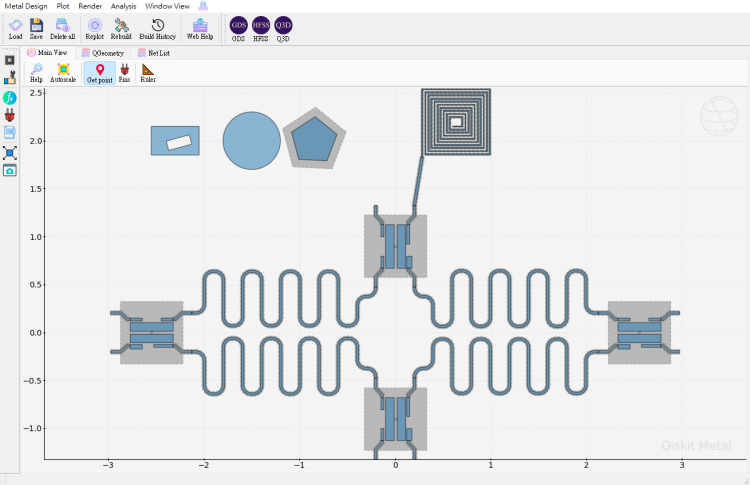 Metal Design Plot Render Analysis Window View
GDS HFSS Q3D
Load Save Delete all Replot Rebuild Build History Web Help GDS HFSS Q3D
Main View QGeometry Net List
Help Autoscale Get point Pins Ruler
2.5
2.0
1.5
1.0
0.5
0.0
−0.5
−1.0
Qiskit Metal
−3 −2 −1 0 1 2 3